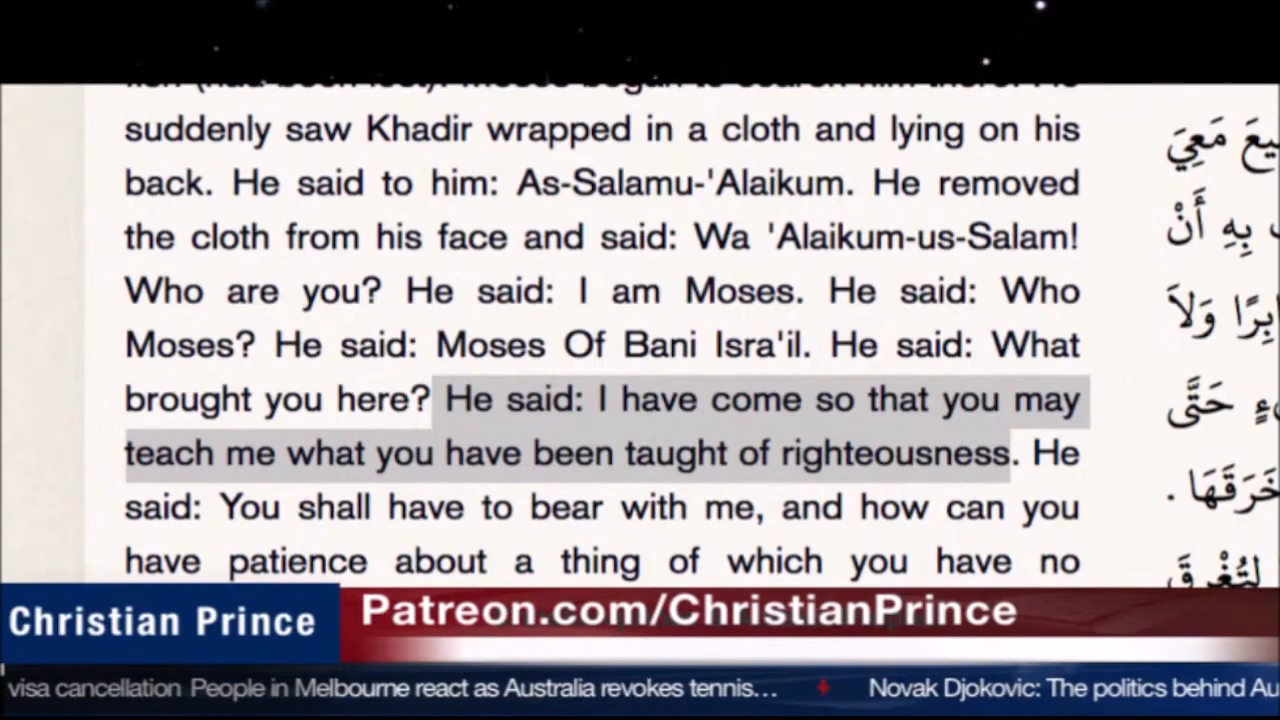 suddenly saw Khadir wrapped in a cloth and lying on his
back. He said to him: As-Salamu-'Alaikum. He removed
the cloth from his face and said: Wa 'Alaikum-us-Salam!
Who are you? He said: I am Moses. He said: Who
Moses? He said: Moses Of Bani Isra'il. He said: What
brought you here? He said: I have come so that you may
teach me what you have been taught of righteousness. He
said: You shall have to bear with me, and how can you
have patience about a thing of which you have no
مَعِيَ
بِهِ أَنْ
وَلاَ
حَتَّى
خَرَقَهَا .
Christian Prince
Patreon.com/ChristianPrince
visa cancellation People in Melbourne react as Australia revokes tennis... Novak Djokovic: The politics behind Au